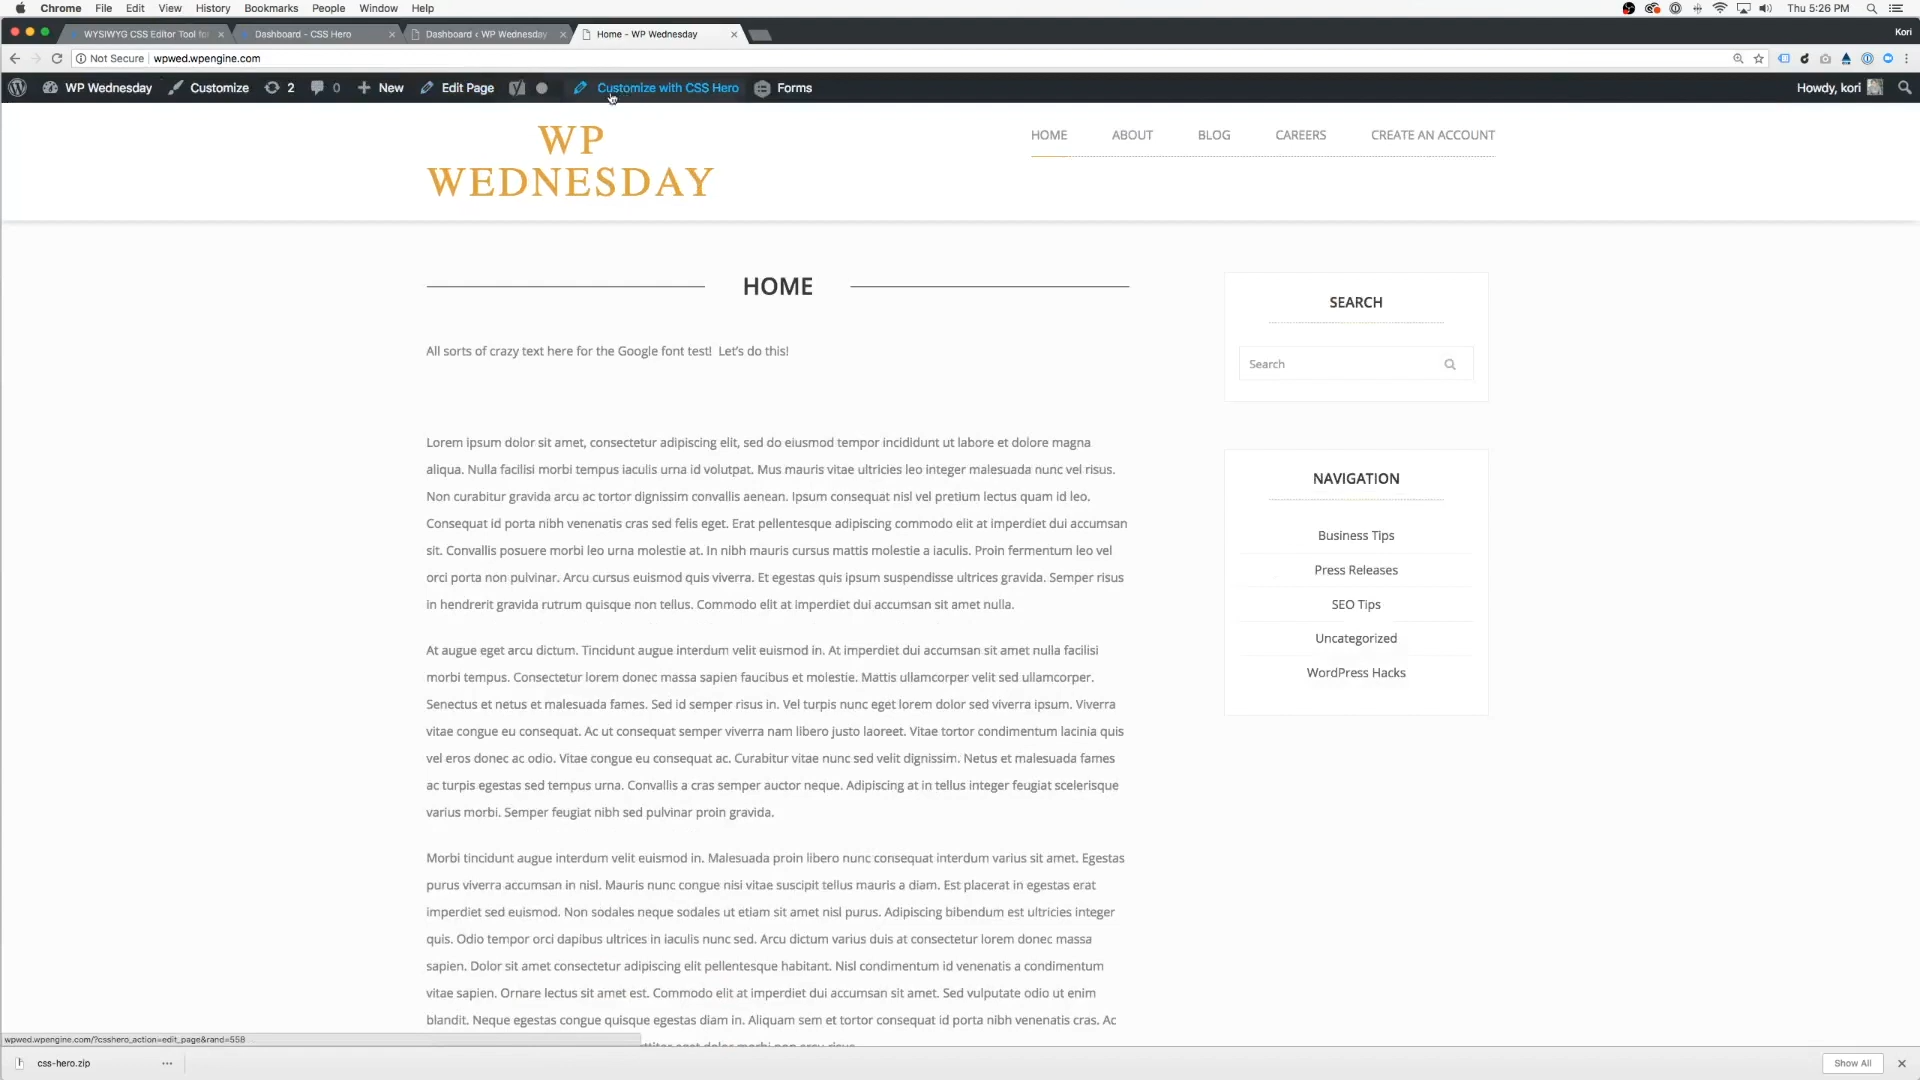 Chrome File Edit View History Bookmarks People Window Help Thu 5:26 PM
WYSIWYG CSS Editor Tool for Dashboard - CSS Hero Dashboard ‹ WP Wednesday Home - WP Wednesday Kori
Not Secure wpwed.wpengine.com
WP Wednesday Customize 2 0 New Edit Page Customize with CSS Hero Forms Howdy, kori
WP
WEDNESDAY
HOME ABOUT BLOG CAREERS CREATE AN ACCOUNT
HOME
All sorts of crazy text here for the Google font test! Let's do this!
Lorem ipsum dolor sit amet, consectetur adipiscing elit, sed do eiusmod tempor incididunt ut labore et dolore magna
aliqua. Nulla facilisi morbi tempus iaculis urna id volutpat. Mus mauris vitae ultricies leo integer malesuada nunc vel risus.
Non curabitur gravida arcu ac tortor dignissim convallis aenean. Ipsum consequat nisl vel pretium lectus quam id leo.
Consequat id porta nibh venenatis cras sed felis eget. Erat pellentesque adipiscing commodo elit at imperdiet dui accumsan
sit. Convallis posuere morbi leo urna molestie at. In nibh mauris cursus mattis molestie a iaculis. Proin fermentum leo vel
orci porta non pulvinar. Arcu cursus euismod quis viverra. Et egestas quis ipsum suspendisse ultrices gravida. Semper risus
in hendrerit gravida rutrum quisque non tellus. Commodo elit at imperdiet dui accumsan sit amet nulla.
At augue eget arcu dictum. Tincidunt augue interdum velit euismod in. At imperdiet dui accumsan sit amet nulla facilisi
morbi tempus. Consectetur lorem donec massa sapien faucibus et molestie. Mattis ullamcorper velit sed ullamcorper.
Senectus et netus et malesuada fames. Sed id semper risus in. Vel turpis nunc eget lorem dolor sed viverra ipsum. Viverra
vitae congue eu consequat. Ac ut consequat semper viverra nam libero justo laoreet. Vitae tortor condimentum lacinia quis
vel eros donec ac odio. Vitae congue eu consequat ac. Curabitur vitae nunc sed velit dignissim. Netus et malesuada fames
ac turpis egestas sed tempus urna. Convallis a cras semper auctor neque. Adipiscing at in tellus integer feugiat scelerisque
varius morbi. Semper feugiat nibh sed pulvinar proin gravida.
Morbi tincidunt augue interdum velit euismod in. Malesuada proin libero nunc consequat interdum varius sit amet. Egestas
purus viverra accumsan in nisl. Mauris nunc congue nisi vitae suscipit tellus mauris a diam. Est placerat in egestas erat
imperdiet sed euismod. Non sodales neque sodales ut etiam sit amet nisl purus. Adipiscing bibendum est ultricies integer
quis. Odio tempor orci dapibus ultrices in iaculis nunc sed. Arcu dictum varius duis at consectetur lorem donec massa
sapien. Dolor sit amet consectetur adipiscing elit pellentesque habitant. Nisl condimentum id venenatis a condimentum
vitae sapien. Ornare lectus sit amet est. Commodo elit at imperdiet dui accumsan sit amet. Sed vulputate odio ut enim
blandit. Neque egestas congue quisque egestas diam in. Aliquam sem et tortor consequat id porta nibh venenatis cras. Ac
SEARCH
Search
NAVIGATION
Business Tips
Press Releases
SEO Tips
Uncategorized
WordPress Hacks
wpwed.wpengine.com/?csshero_action=edit_page&rand=558
css-hero.zip Show All